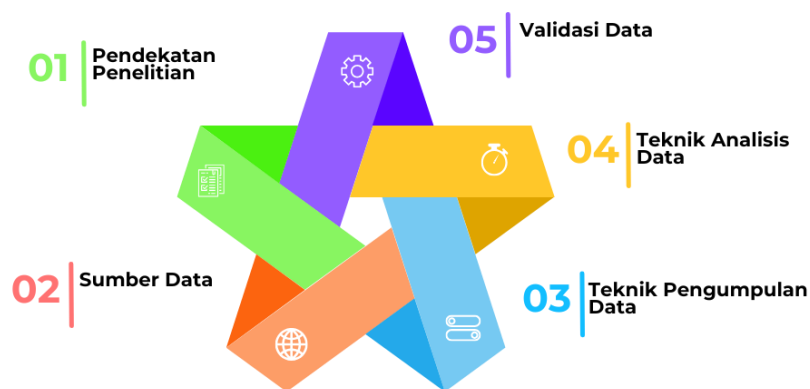 01
Pendekatan
Penelitian
02
Sumber Data
03
Teknik Pengumpulan
Data
04
Teknik Analisis
Data
05
Validasi Data